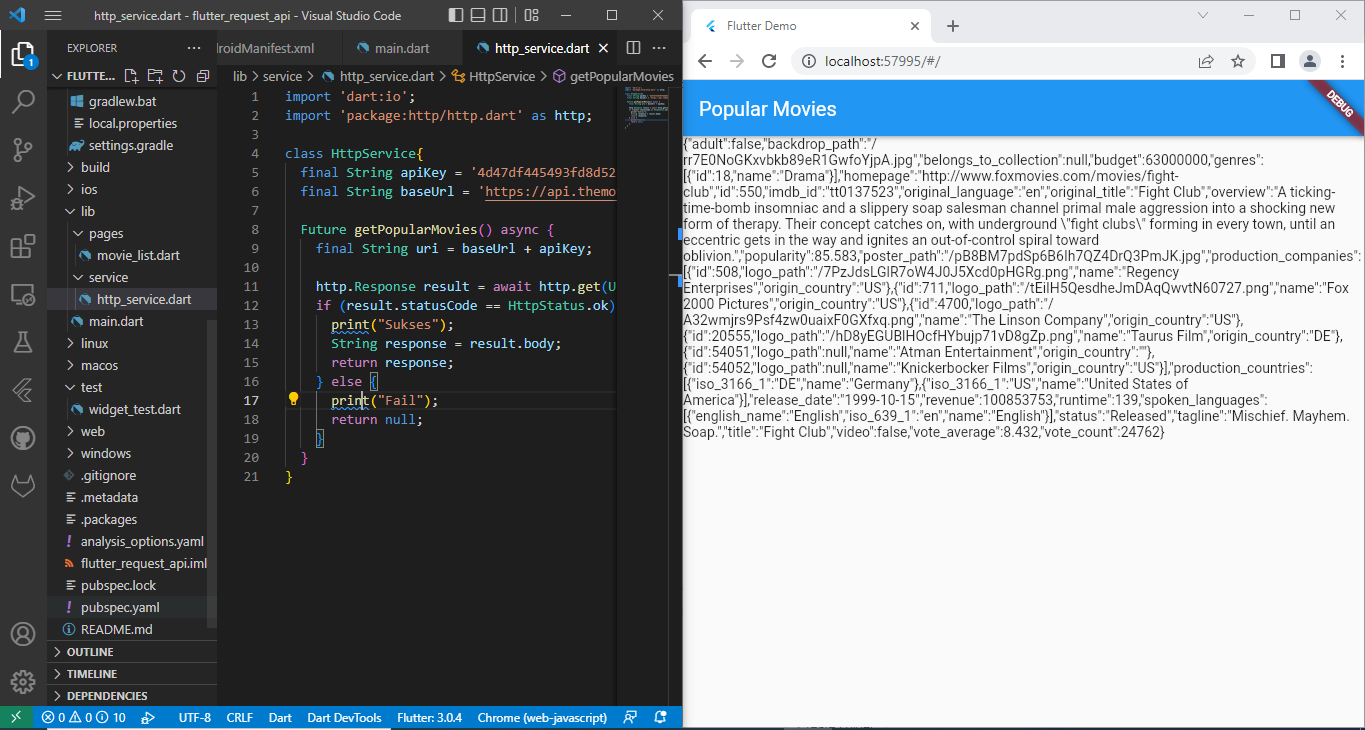 http_service.dart - flutter_request_api - Visual Studio Code
EXPLORER
FLUTTE...
gradlew.bat
local.properties
settings.gradle
build
ios
lib
pages
movie_list.dart
service
http_service.dart
main.dart
linux
macos
test
widget_test.dart
web
windows
.gitignore
.metadata
.packages
analysis_options.yaml
flutter_request_api.iml
pubspec.lock
pubspec.yaml
README.md
OUTLINE
TIMELINE
DEPENDENCIES
roidManifest.xml
main.dart
http_service.dart
lib > service > http_service.dart > HttpService > getPopularMovies
1 import 'dart:io';
2 import 'package:http/http.dart' as http;
3
4 class HttpService{
5 final String apiKey = '4d47df445493fd8d52
6 final String baseUrl = 'https://api.themo
7
8 Future getPopularMovies() async {
9 final String uri = baseUrl + apiKey;
10
11 http.Response result = await http.get(U
12 if (result.statusCode == HttpStatus.ok)
13 print("Sukses");
14 String response = result.body;
15 return response;
16 } else {
17 print("Fail");
18 return null;
19 }
20 }
21 }
1
0 0 10 UTF-8 CRLF Dart Dart DevTools Flutter: 3.0.4 Chrome (web-javascript)
Flutter Demo
localhost:57995/#/
Popular Movies
DEBUG
{"adult":false,"backdrop_path":"/
rr7E0NoGKxvbkb89eR1GwfoYjpA.jpg","belongs_to_collection":null,"budget":63000000,"genres":
[{"id":18,"name":"Drama"}],"homepage":"http://www.foxmovies.com/movies/fight-
club","id":550,"imdb_id":"tt0137523","original_language":"en","original_title":"Fight Club","overview":"A ticking-
time-bomb insomniac and a slippery soap salesman channel primal male aggression into a shocking new
form of therapy. Their concept catches on, with underground \"fight clubs\" forming in every town, until an
eccentric gets in the way and ignites an out-of-control spiral toward
oblivion.","popularity":85.583,"poster_path":"/pB8BM7pdSp6B6Ih7QZ4DrQ3PmJK.jpg","production_companies":
[{"id":508,"logo_path":"/7PzJdsLGlR7oW4J0J5Xcd0pHGRg.png","name":"Regency
Enterprises","origin_country":"US"},{"id":711,"logo_path":"/tEiIH5QesdheJmDAqQwvtN60727.png","name":"Fox
2000 Pictures","origin_country":"US"},{"id":4700,"logo_path":"/
A32wmjrs9Psf4zw0uaixF0GXfxq.png","name":"The Linson Company","origin_country":"US"},
{"id":20555,"logo_path":"/hD8yEGUBlHOcfHYbujp71vD8gZp.png","name":"Taurus Film","origin_country":"DE"},
{"id":54051,"logo_path":null,"name":"Atman Entertainment","origin_country":""},
{"id":54052,"logo_path":null,"name":"Knickerbocker Films","origin_country":"US"}],"production_countries":
[{"iso_3166_1":"DE","name":"Germany"},{"iso_3166_1":"US","name":"United States of
America"}],"release_date":"1999-10-15","revenue":100853753,"runtime":139,"spoken_languages":
[{"english_name":"English","iso_639_1":"en","name":"English"}],"status":"Released","tagline":"Mischief. Mayhem.
Soap.","title":"Fight Club","video":false,"vote_average":8.432,"vote_count":24762}